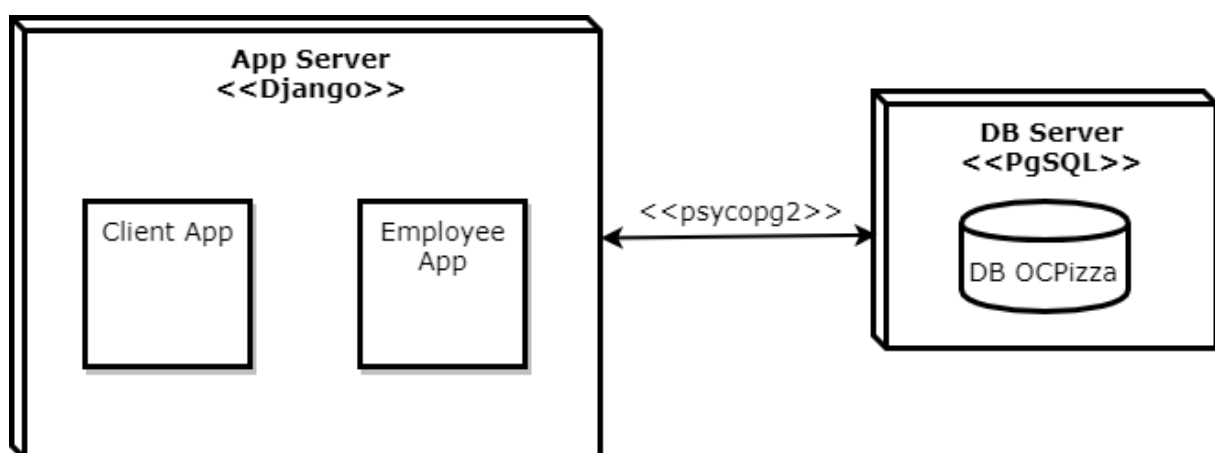 App Server
<<Django>>
DB Server
<<PgSQL>>
Client App
Employee
App
<<psycopg2>>
DB OCPizza